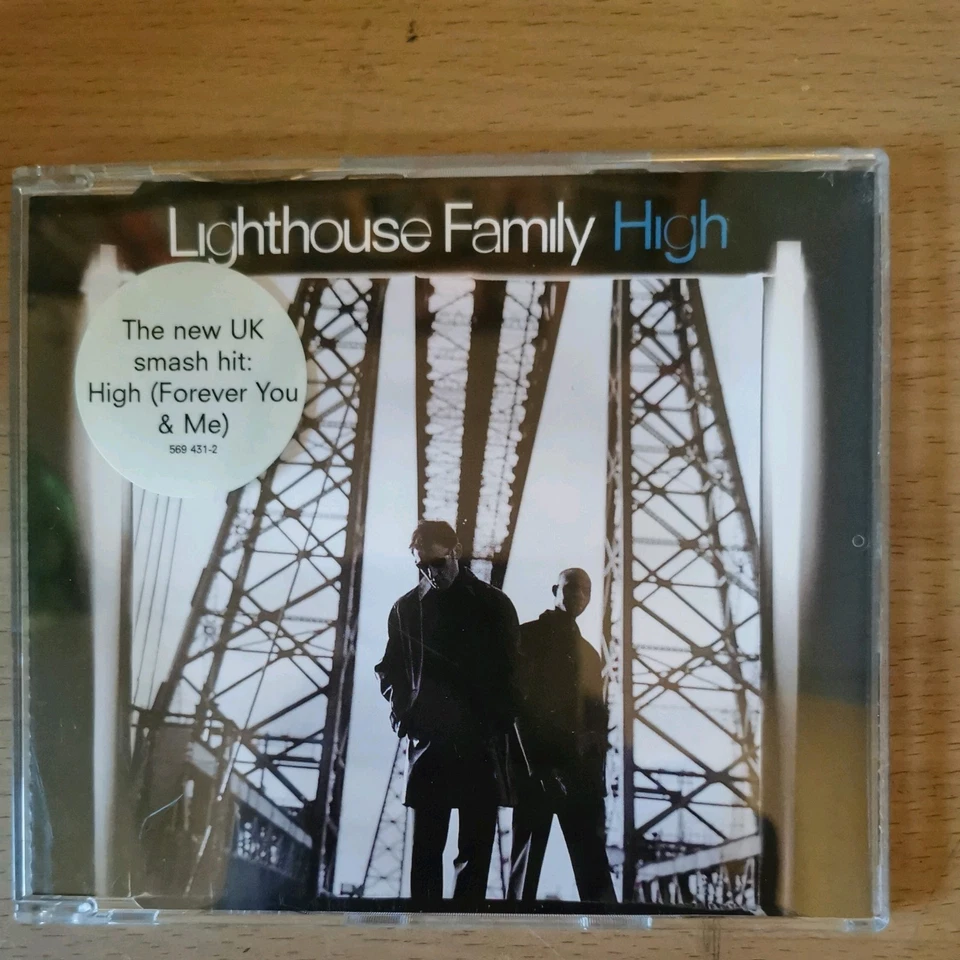 Lighthouse Family High
The new UK
smash hit:
High (Forever You
& Me)
569 431-2